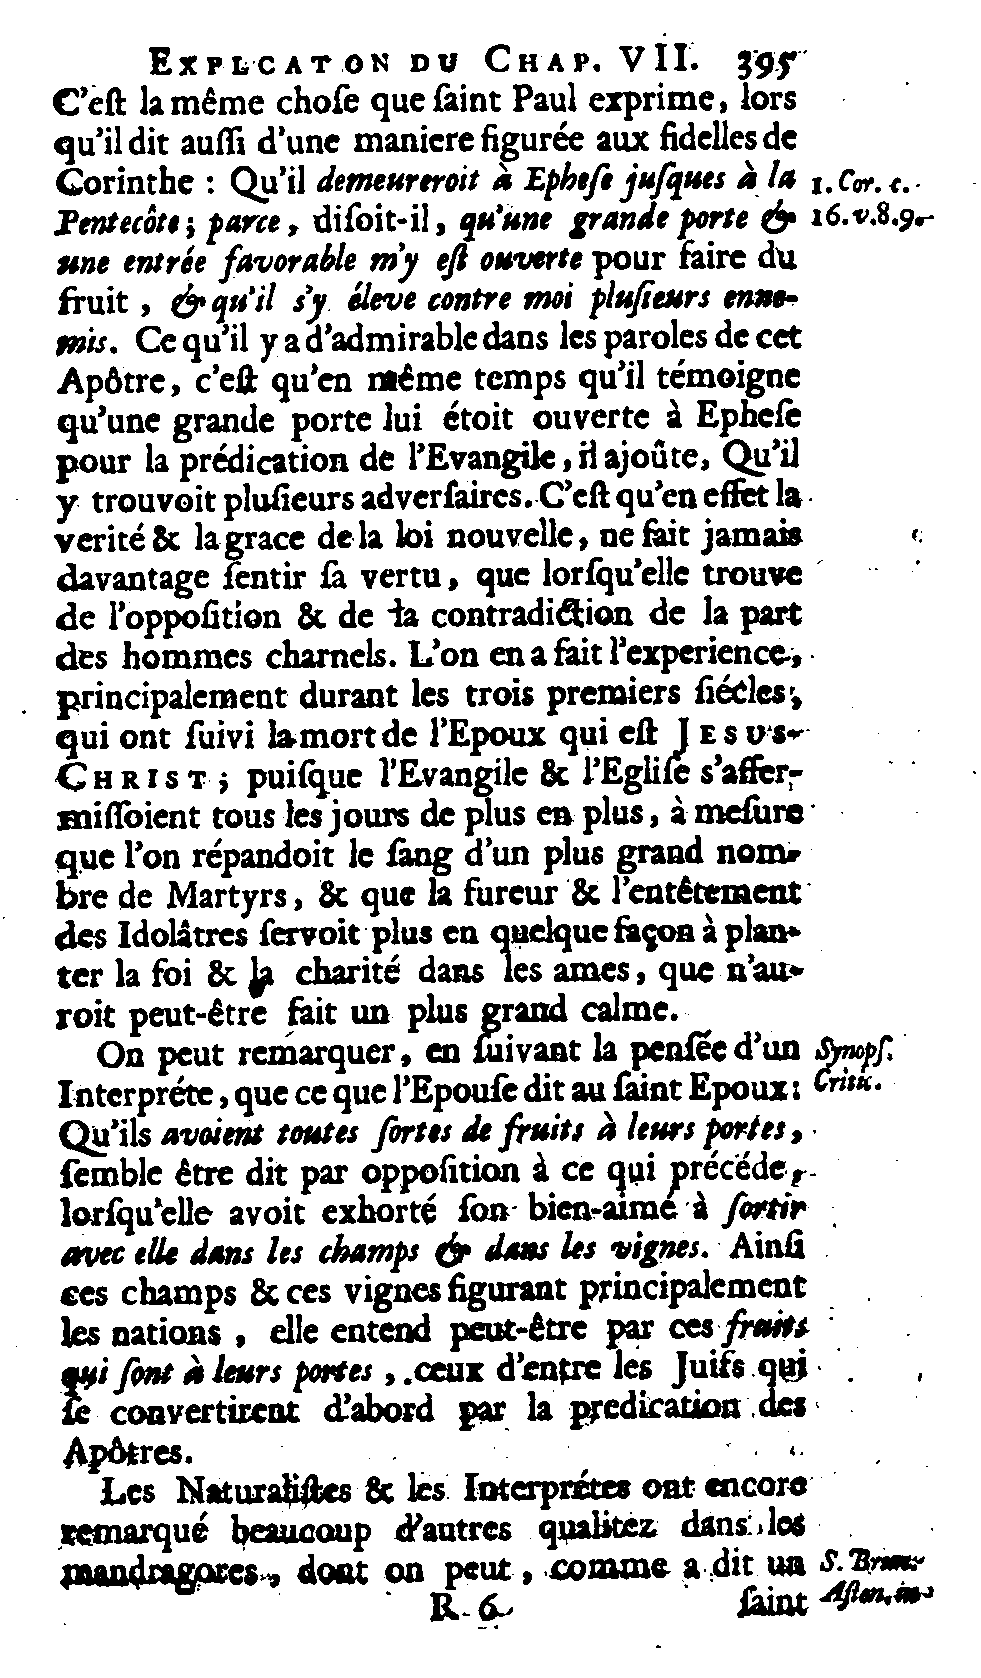 EXPLCATON DU CHAP. VII. 395
C'eſt la même choſe que ſaint Paul exprime, lors
qu'il dit auſſi d'une maniere figurée aux fidelles de
Corinthe : Qu'il demeureroit à Epheſe juſques à la
1. Cor. c.
Pentecôte; parce, diſoit-il, qu'une grande porte &
16. v. 8. 9.
une entrée favorable m'y eſt ouverte pour faire du
fruit, & qu'il s'y éleve contre moi pluſieurs enne-
mis. Ce qu'il y a d'admirable dans les paroles de cet
Apôtre, c'eſt qu'en même temps qu'il témoigne
qu'une grande porte lui étoit ouverte à Epheſe
pour la prédication de l'Evangile, il ajoûte, Qu'il
y trouvoit pluſieurs adverſaires. C'eſt qu'en effet la
verité & la grace de la loi nouvelle, ne fait jamais
davantage ſentir ſa vertu, que lorſqu'elle trouve
de l'oppoſition & de la contradiction de la part
des hommes charnels. L'on en a fait l'experience,
principalement durant les trois premiers ſiécles,
qui ont ſuivi la mort de l'Epoux qui eſt JESUS-
CHRIST; puiſque l'Evangile & l'Egliſe s'affer-
miſſoient tous les jours de plus en plus, à meſure
que l'on répandoit le ſang d'un plus grand nom-
bre de Martyrs, & que la fureur & l'entêtement
des Idolâtres ſervoit plus en quelque façon à plan-
ter la foi & la charité dans les ames, que n'au-
roit peut-être fait un plus grand calme.
On peut remarquer, en ſuivant la penſée d'un
Synopſ.
Interpréte, que ce que l'Epouſe dit au ſaint Epoux:
Critic.
Qu'ils avoient toutes ſortes de fruits à leurs portes,
ſemble être dit par oppoſition à ce qui précéde,
lorſqu'elle avoit exhorté ſon bien-aimé à ſortir
avec elle dans les champs & dans les vignes. Ainſi
ces champs & ces vignes figurant principalement
les nations, elle entend peut-être par ces fruits
qui ſont à leurs portes, ceux d'entre les Juifs qui
ſe convertirent d'abord par la predication des
Apôtres.
Les Naturaliſtes & les Interprétes ont encore
remarqué beaucoup d'autres qualitez dans les
mandragores, dont on peut, comme a dit un
S. Brun.
R 6 ſaint
Aſten. in